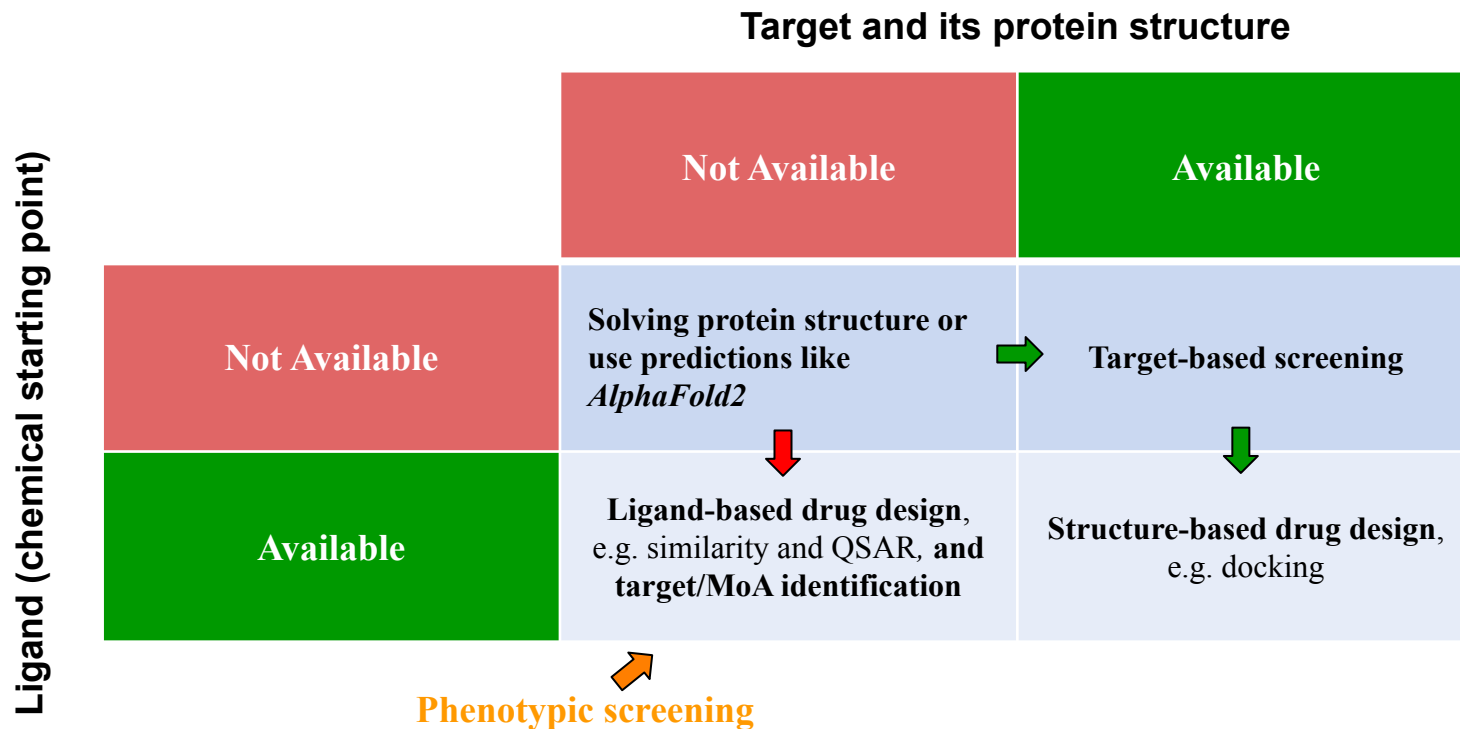 Target and its protein structure
Ligand (chemical starting point)
Not Available
Available
Not Available
Solving protein structure or
use predictions like
AlphaFold2
Target-based screening
Available
Ligand-based drug design,
e.g. similarity and QSAR, and
target/MoA identification
Structure-based drug design,
e.g. docking
Phenotypic screening